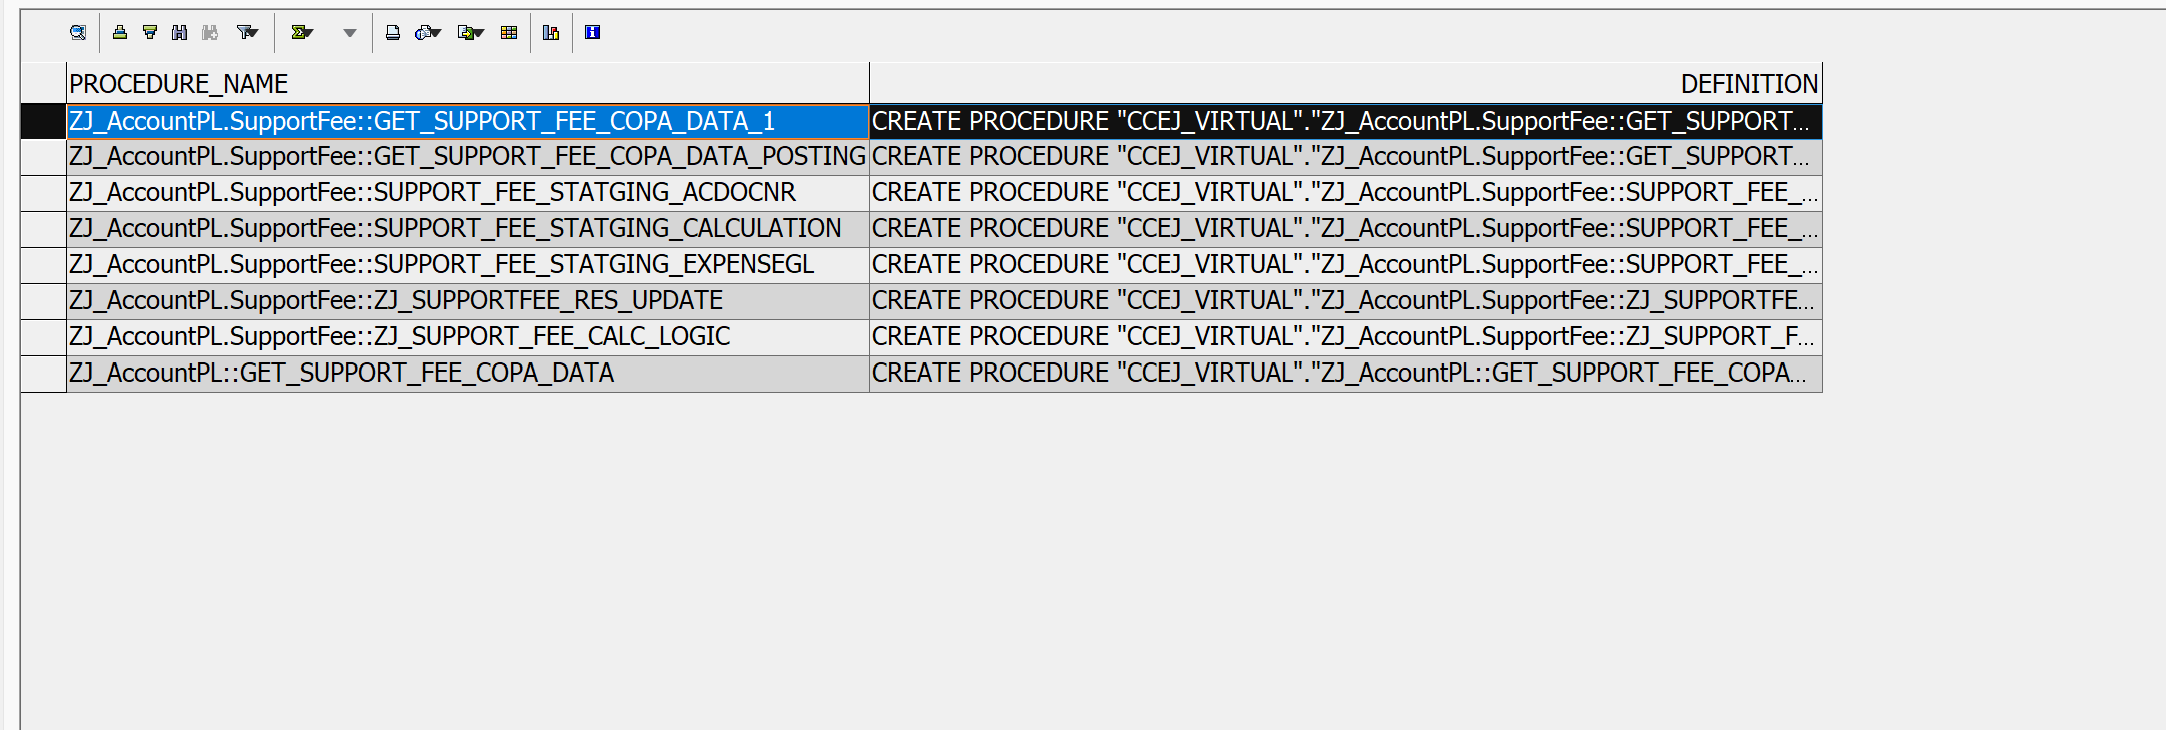 PROCEDURE_NAME DEFINITION
ZJ_AccountPL.SupportFee::GET_SUPPORT_FEE_COPA_DATA_1 CREATE PROCEDURE "CCEJ_VIRTUAL"."ZJ_AccountPL.SupportFee::GET_SUPPORT...
ZJ_AccountPL.SupportFee::GET_SUPPORT_FEE_COPA_DATA_POSTING CREATE PROCEDURE "CCEJ_VIRTUAL"."ZJ_AccountPL.SupportFee::GET_SUPPORT...
ZJ_AccountPL.SupportFee::SUPPORT_FEE_STATGING_ACDOCNR CREATE PROCEDURE "CCEJ_VIRTUAL"."ZJ_AccountPL.SupportFee::SUPPORT_FEE_...
ZJ_AccountPL.SupportFee::SUPPORT_FEE_STATGING_CALCULATION CREATE PROCEDURE "CCEJ_VIRTUAL"."ZJ_AccountPL.SupportFee::SUPPORT_FEE_...
ZJ_AccountPL.SupportFee::SUPPORT_FEE_STATGING_EXPENSEGL CREATE PROCEDURE "CCEJ_VIRTUAL"."ZJ_AccountPL.SupportFee::SUPPORT_FEE_...
ZJ_AccountPL.SupportFee::ZJ_SUPPORTFEE_RES_UPDATE CREATE PROCEDURE "CCEJ_VIRTUAL"."ZJ_AccountPL.SupportFee::ZJ_SUPPORTFE...
ZJ_AccountPL.SupportFee::ZJ_SUPPORT_FEE_CALC_LOGIC CREATE PROCEDURE "CCEJ_VIRTUAL"."ZJ_AccountPL.SupportFee::ZJ_SUPPORT_F...
ZJ_AccountPL::GET_SUPPORT_FEE_COPA_DATA CREATE PROCEDURE "CCEJ_VIRTUAL"."ZJ_AccountPL::GET_SUPPORT_FEE_COPA...